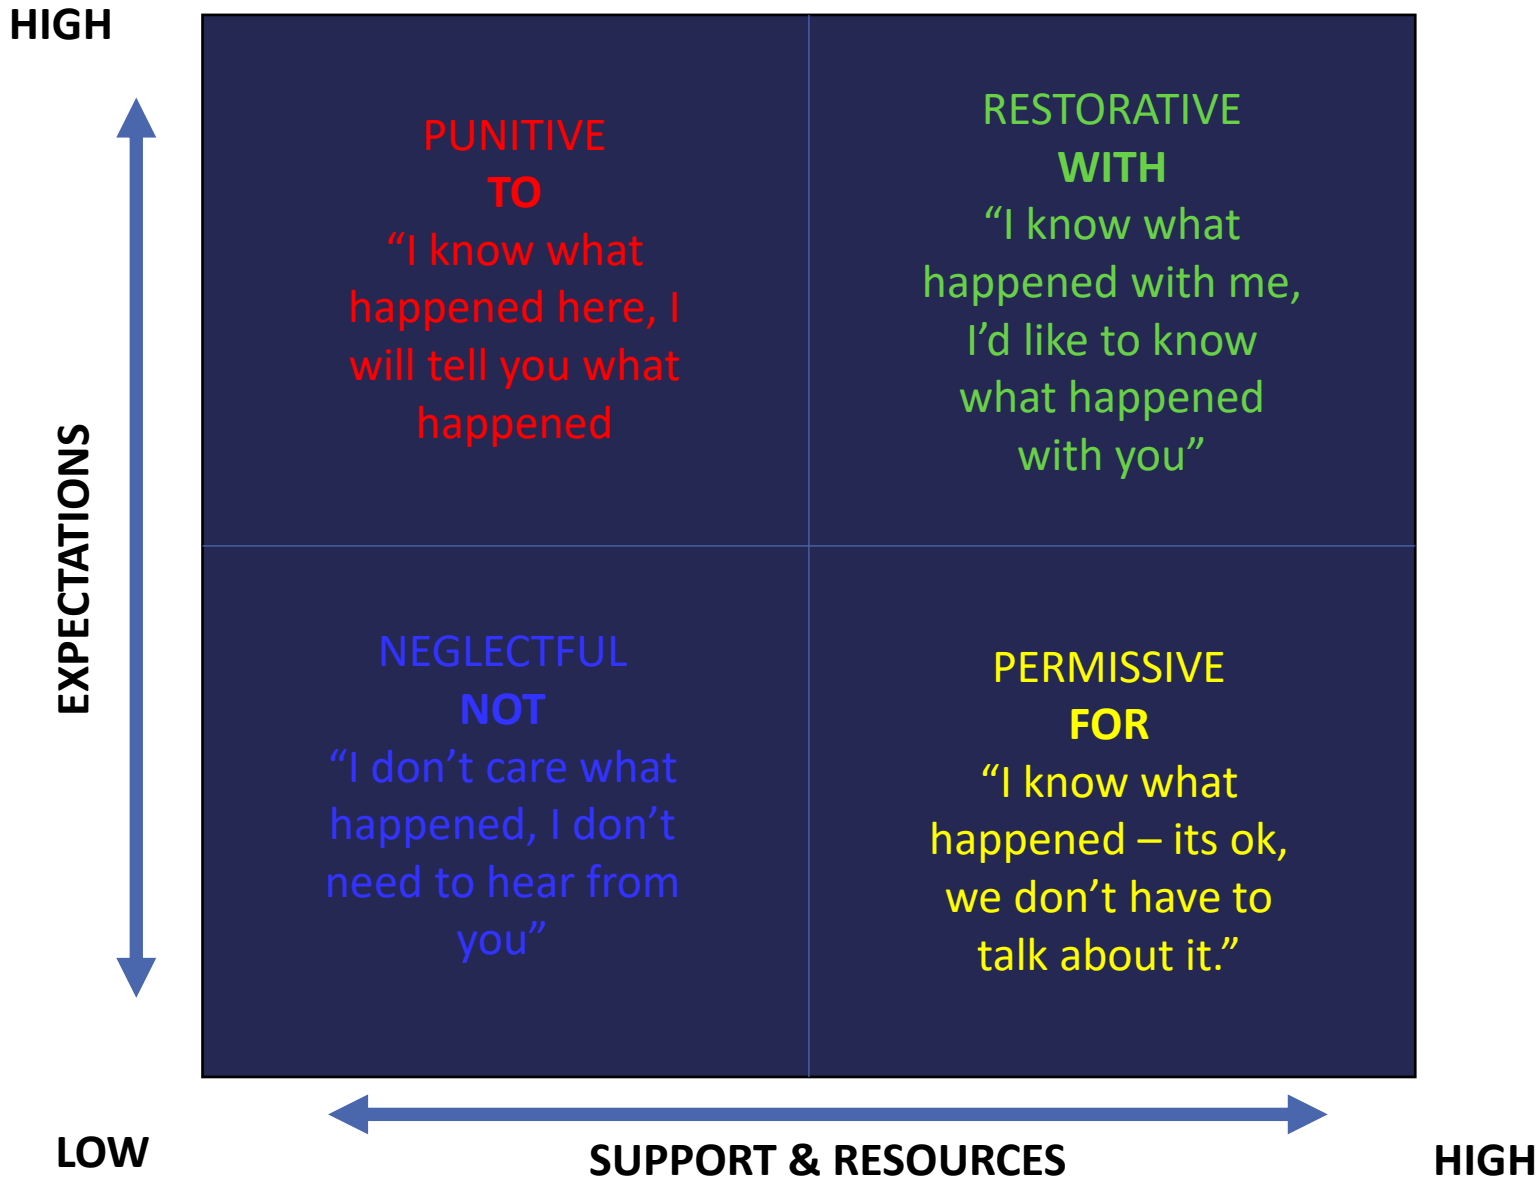 HIGH
PUNITIVE
TO
“I know what
happened here, I
will tell you what
happened
RESTORATIVE
WITH
“I know what
happened with me,
I’d like to know
what happened
with you”
EXPECTATIONS
NEGLECTFUL
NOT
“I don’t care what
happened, I don’t
need to hear from
you”
PERMISSIVE
FOR
“I know what
happened – its ok,
we don’t have to
talk about it.”
LOW
SUPPORT & RESOURCES
HIGH